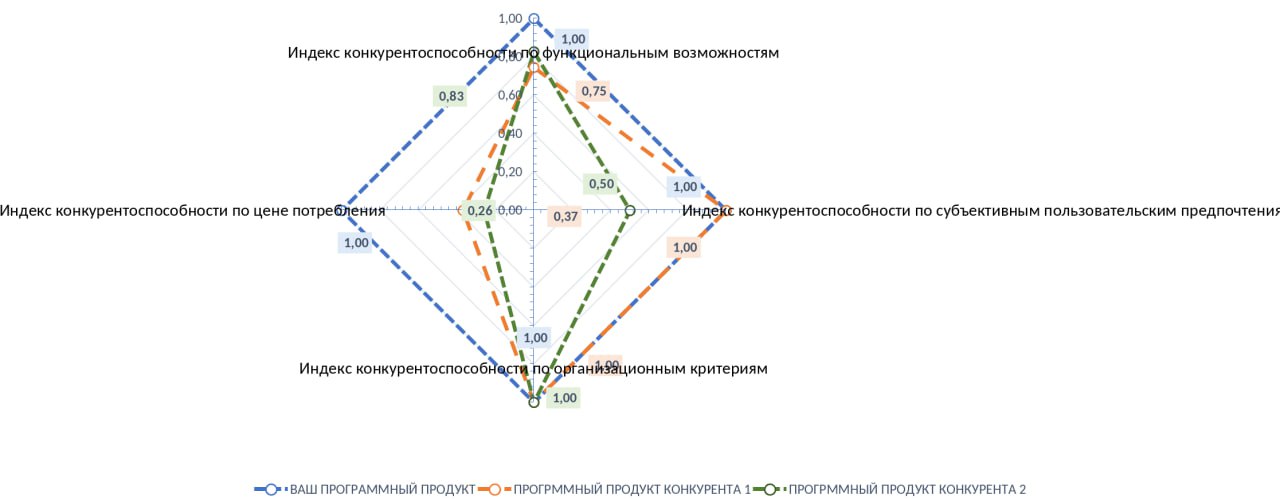 1,00
1,00
Индекс конкурентоспособности по функциональным возможностям
0,80
0,75
0,83
0,60
0,40
0,20
0,50
1,00
Индекс конкурентоспособности по цене потребления
0,26
0,00
0,37
Индекс конкурентоспособности по субъективным пользовательским предпочтения
1,00
1,00
1,00
1,00
Индекс конкурентоспособности по организационным критериям
1,00
ВАШ ПРОГРАММНЫЙ ПРОДУКТ
ПРОГРММНЫЙ ПРОДУКТ КОНКУРЕНТА 1
ПРОГРММНЫЙ ПРОДУКТ КОНКУРЕНТА 2